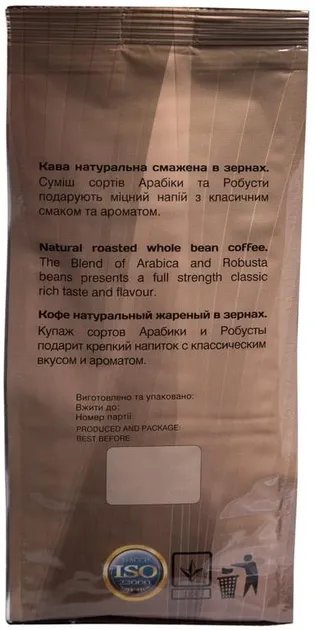 Кава натуральна смажена в зернах.
Суміш сортів Арабіки та Робусти
подарують міцний напій з класичним
смаком та ароматом.
Natural roasted whole bean coffee.
The Blend of Arabica and Robusta
beans presents a full strength classic
rich taste and flavour.
Кофе натуральный жареный в зернах.
Купаж сортов Арабики и Робусты
подарит крепкий напиток с классическим
вкусом и ароматом.
Виготовлено та упаковано:
Вжити до:
Номер партії
PRODUCED AND PACKAGE:
BEST BEFORE
ISO
22000